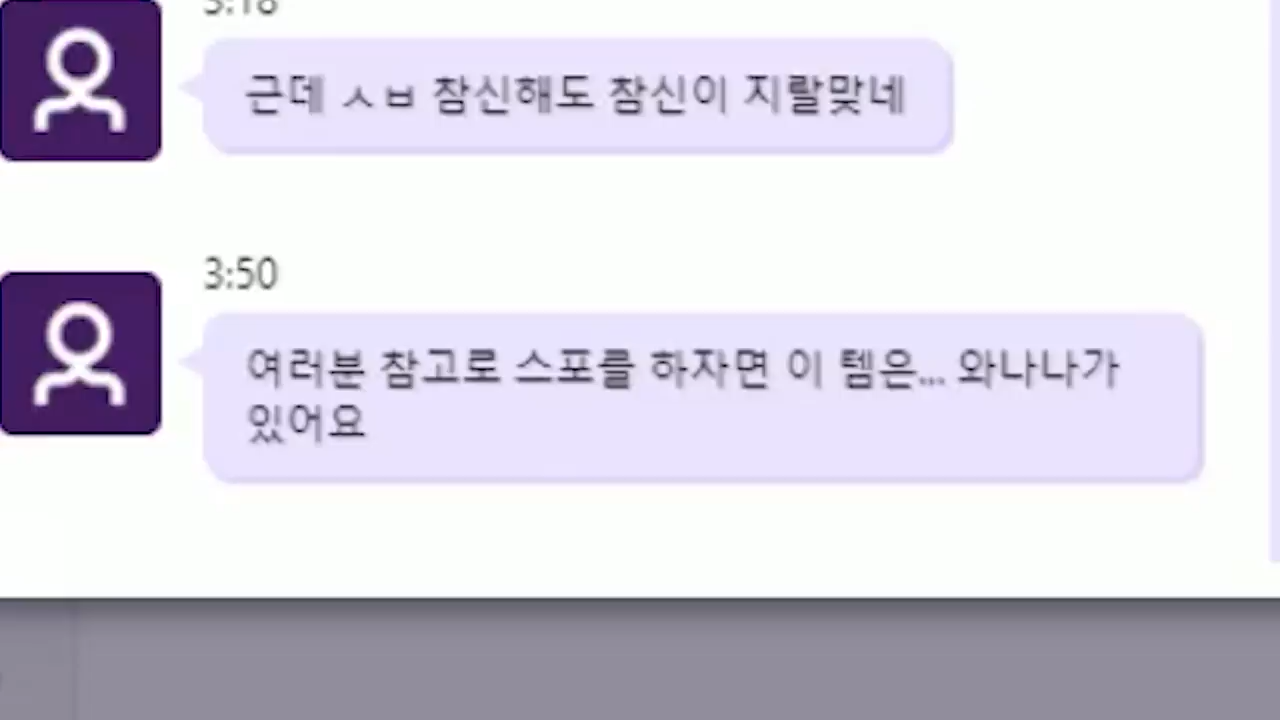 3:18
근데 ㅅㅂ 참신해도 참신이 지랄맞네
3:50
여러분 참고로 스포를 하자면 이 템은... 와나나가
있어요